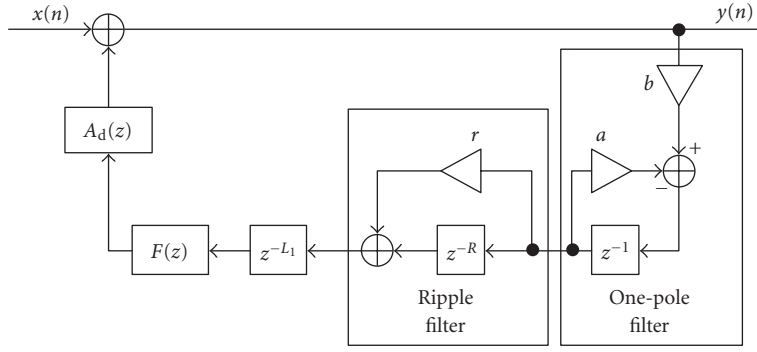 x(n)
y(n)
b
A_d(z)
r
a
+
−
F(z)
z^{-L_1}
z^{-R}
z^{-1}
Ripple
filter
One-pole
filter